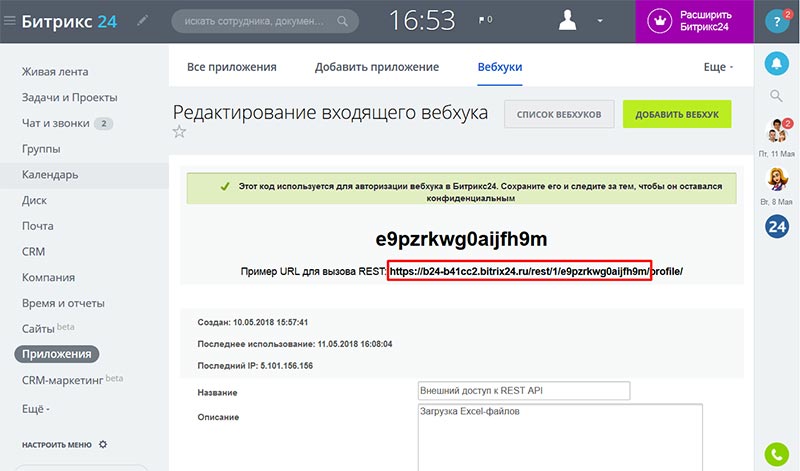 Битрикс 24
искать сотрудника, докумен...
16:53
0
Расширить
Битрикс24
?
2
Живая лента
Задачи и Проекты
Чат и звонки 2
Группы
Календарь
Диск
Почта
CRM
Компания
Время и отчеты
Сайты beta
Приложения
CRM-маркетинг beta
Ещё -
НАСТРОИТЬ МЕНЮ
Все приложения
Добавить приложение
Вебхуки
Еще -
Редактирование входящего вебхука
СПИСОК ВЕБХУКОВ
ДОБАВИТЬ ВЕБХУК
Этот код используется для авторизации вебхука в Битрикс24. Сохраните его и следите за тем, чтобы он оставался
конфиденциальным
e9pzrkwg0aijfh9m
Пример URL для вызова REST: https://b24-b41cc2.bitrix24.ru/rest/1/e9pzrkwg0aijfh9m/profile/
Создан: 10.05.2018 15:57:41
Последнее использование: 11.05.2018 16:08:04
Последний IP: 5.101.156.156
Название
Внешний доступ к REST API
Описание
Загрузка Excel-файлов
2
Пт, 11 Мая
Вт, 8 Мая
24